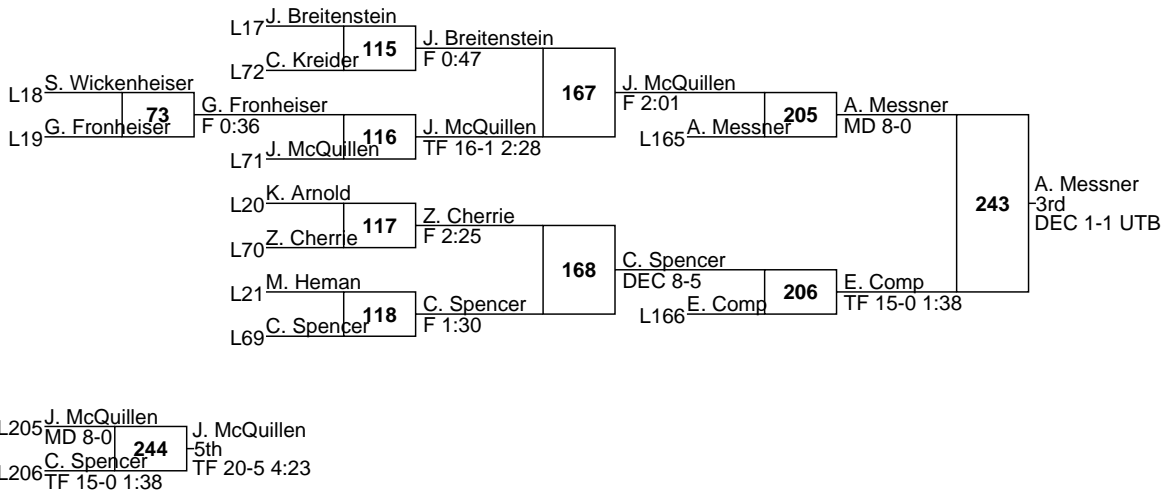 L17 J. Breitenstein
115
L72 C. Kreider
J. Breitenstein
F 0:47
L18 S. Wickenheiser
73
L19 G. Fronheiser
G. Fronheiser
F 0:36
116
L71 J. McQuillen
J. McQuillen
TF 16-1 2:28
167
J. McQuillen
F 2:01
L165 A. Messner
205
A. Messner
MD 8-0
L20 K. Arnold
117
L70 Z. Cherrie
Z. Cherrie
F 2:25
L21 M. Heman
118
L69 C. Spencer
C. Spencer
F 1:30
168
C. Spencer
DEC 8-5
L166 E. Comp
206
E. Comp
TF 15-0 1:38
243
A. Messner
3rd
DEC 1-1 UTB
L205 J. McQuillen
MD 8-0
244
L206 C. Spencer
TF 15-0 1:38
J. McQuillen
5th
TF 20-5 4:23